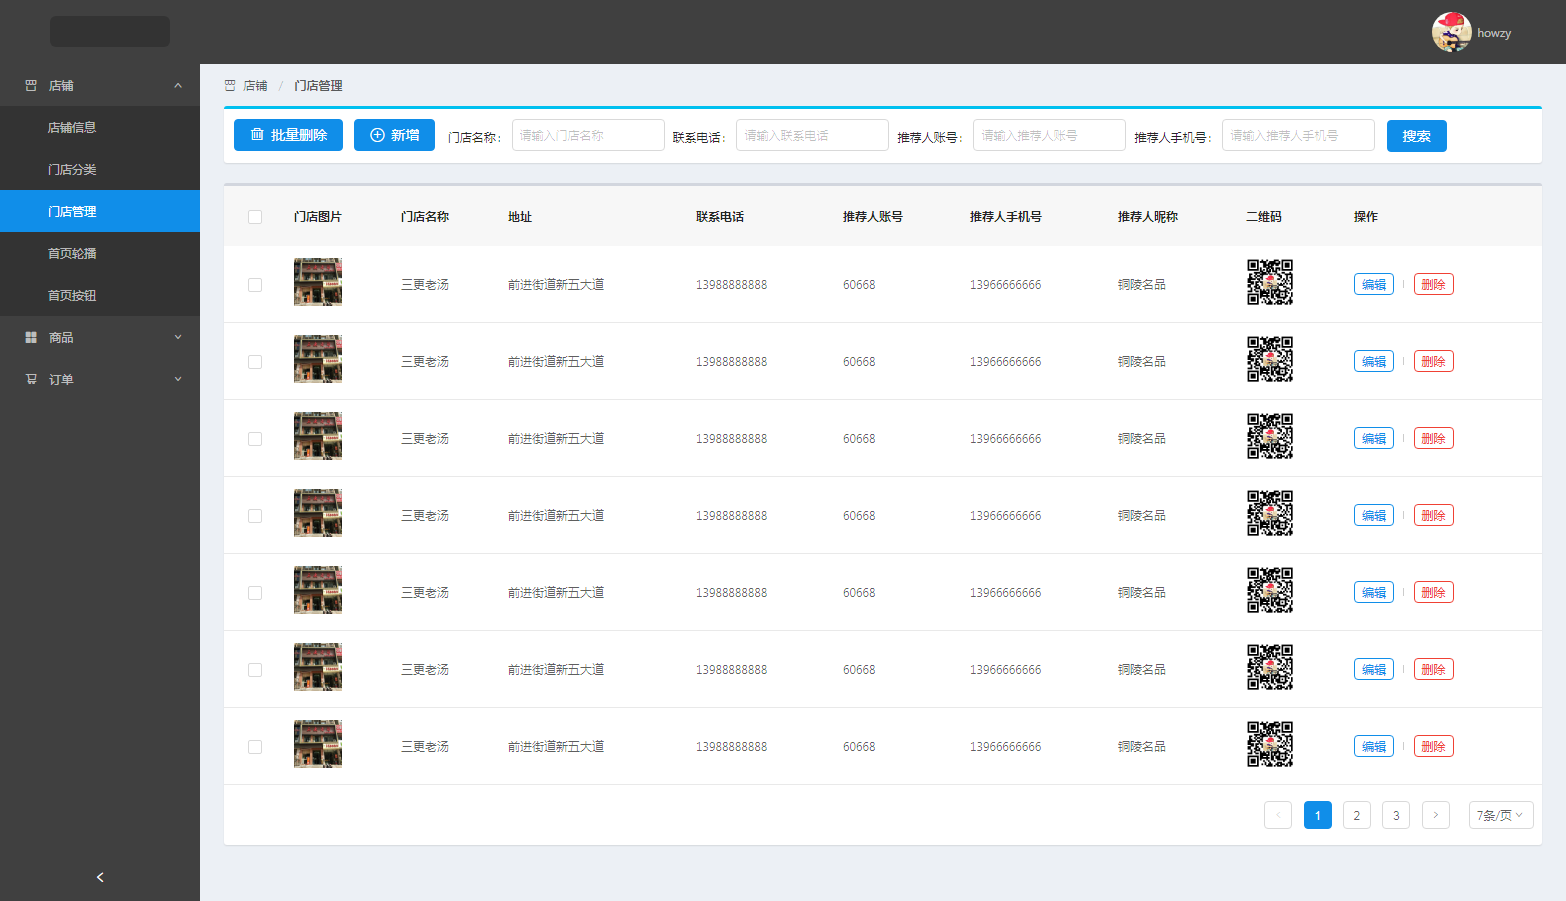 howzy
店铺
店铺信息
门店分类
门店管理
首页轮播
首页按钮
商品
订单
店铺 / 门店管理
批量删除 新增 门店名称： 请输入门店名称 联系电话： 请输入联系电话 推荐人账号： 请输入推荐人账号 推荐人手机号： 请输入推荐人手机号 搜索
门店图片 门店名称 地址 联系电话 推荐人账号 推荐人手机号 推荐人昵称 二维码 操作
三更老汤 前进街道新五大道 13988888888 60668 13966666666 铜陵名品 编辑 删除
三更老汤 前进街道新五大道 13988888888 60668 13966666666 铜陵名品 编辑 删除
三更老汤 前进街道新五大道 13988888888 60668 13966666666 铜陵名品 编辑 删除
三更老汤 前进街道新五大道 13988888888 60668 13966666666 铜陵名品 编辑 删除
三更老汤 前进街道新五大道 13988888888 60668 13966666666 铜陵名品 编辑 删除
三更老汤 前进街道新五大道 13988888888 60668 13966666666 铜陵名品 编辑 删除
三更老汤 前进街道新五大道 13988888888 60668 13966666666 铜陵名品 编辑 删除
1 2 3 7条/页